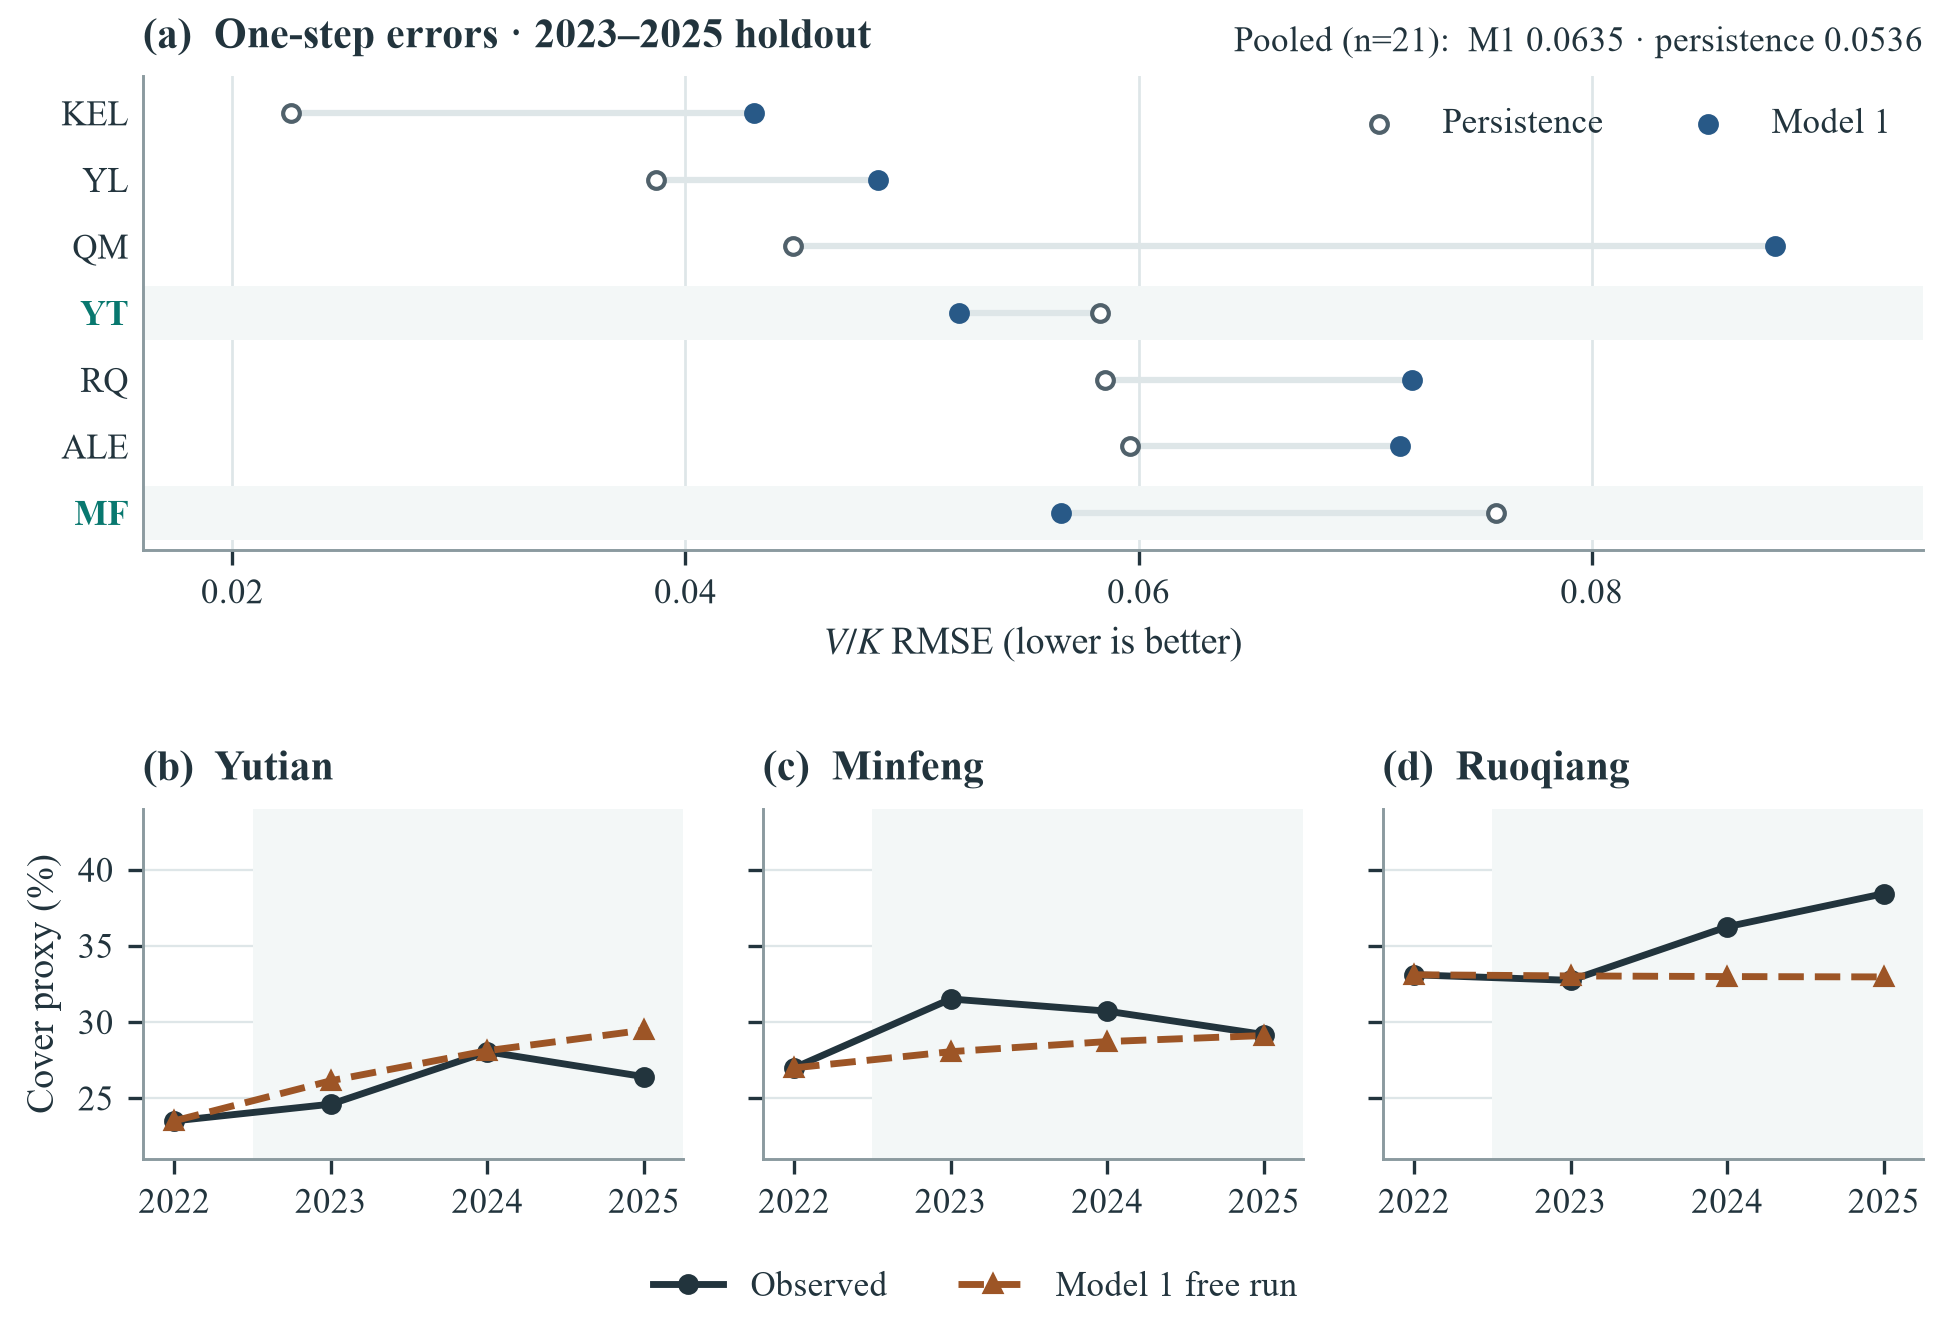 (a) One-step errors · 2023–2025 holdout
Pooled (n=21): M1 0.0635 · persistence 0.0536
Persistence
Model 1
KEL
YL
QM
YT
RQ
ALE
MF
0.02 0.04 0.06 0.08
V/K RMSE (lower is better)
(b) Yutian
(c) Minfeng
(d) Ruoqiang
Cover proxy (%)
40
35
30
25
2022 2023 2024 2025
2022 2023 2024 2025
2022 2023 2024 2025
Observed
Model 1 free run